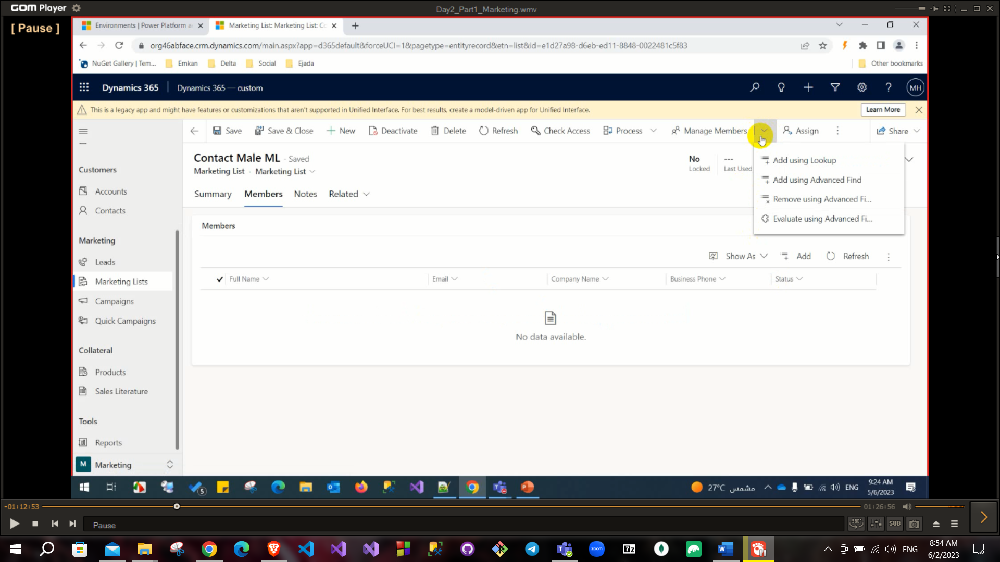 GOM Player
Day2_Part1_Marketing.wmv
[ Pause ]
Environments | Power Platform a
Marketing List: Marketing List: Co
org46abface.crm.dynamics.com/main.aspx?app=d365default&forceUCI=1&pagetype=entityrecord&etn=list&id=e1d27a98-d6eb-ed11-8848-0022481c5f83
NuGet Gallery | Tem...
Emkan
Delta
Social
Ejada
Other bookmarks
Dynamics 365
Dynamics 365 — custom
MH
This is a legacy app and might have features or customizations that aren't supported in Unified Interface. For best results, create a model-driven app for Unified Interface.
Learn More
Save
Save & Close
New
Deactivate
Delete
Refresh
Check Access
Process
Manage Members
Assign
Share
Contact Male ML - Saved
Marketing List · Marketing List
No
Locked
---
Last Used
Add using Lookup
Add using Advanced Find
Remove using Advanced Fi...
Evaluate using Advanced Fi...
Summary
Members
Notes
Related
Customers
Accounts
Contacts
Marketing
Leads
Marketing Lists
Campaigns
Quick Campaigns
Collateral
Products
Sales Literature
Tools
Reports
M
Marketing
Members
Show As
Add
Refresh
Full Name
Email
Company Name
Business Phone
Status
No data available.
5
27°C مشمس
ENG
9:24 AM
5/6/2023
-01:12:53
01:26:56
Pause
360°
SUB
zoom
7z
W
ENG
8:54 AM
6/2/2023